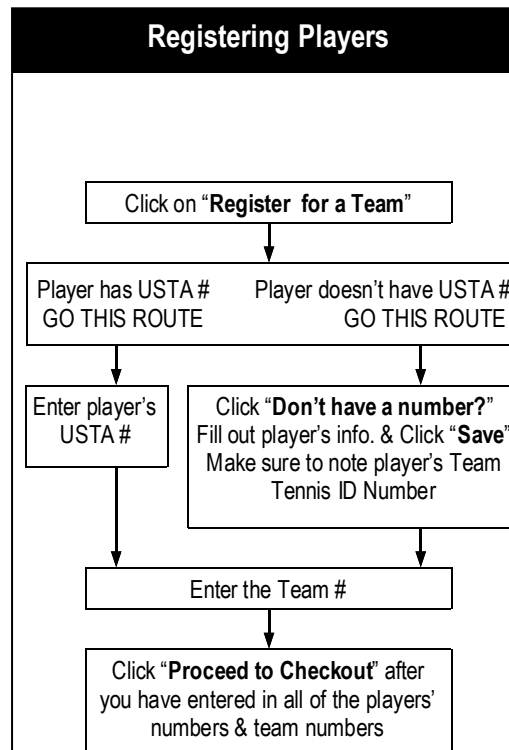 Registering Players
Click on “Register for a Team”
Player has USTA #
GO THIS ROUTE
Player doesn't have USTA #
GO THIS ROUTE
Enter player's
USTA #
Click “Don't have a number?”
Fill out player's info. & Click “Save”
Make sure to note player's Team
Tennis ID Number
Enter the Team #
Click “Proceed to Checkout” after
you have entered in all of the players’
numbers & team numbers